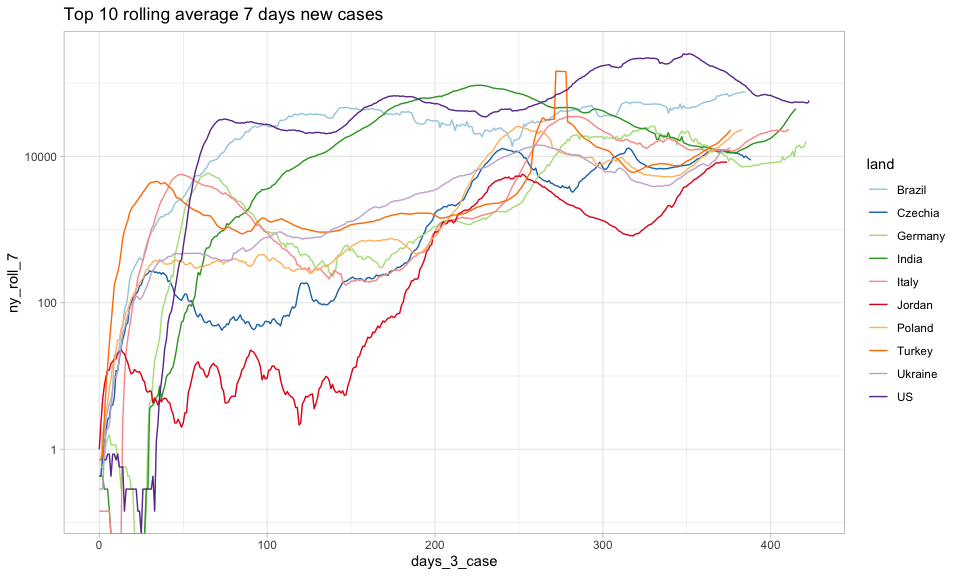 Top 10 rolling average 7 days new cases
ny_roll_7
10000
100
1
0
100
200
300
400
days_3_case
land
Brazil
Czechia
Germany
India
Italy
Jordan
Poland
Turkey
Ukraine
US